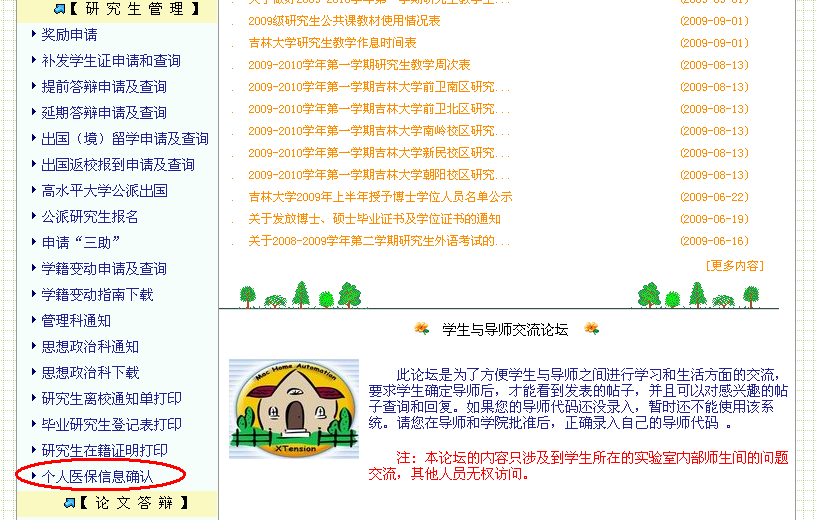 【 研 究 生 管 理 】
奖励申请
补发学生证申请和查询
提前答辩申请及查询
延期答辩申请及查询
出国（境）留学申请及查询
出国返校报到申请及查询
高水平大学公派出国
公派研究生报名
申请“三助”
学籍变动申请及查询
学籍变动指南下载
管理科通知
思想政治科通知
思想政治科下载
研究生离校通知单打印
毕业研究生登记表打印
研究生在籍证明打印
个人医保信息确认
【 论 文 答 辩 】
2009级研究生公共课教材使用情况表 (2009-09-01)
吉林大学研究生教学作息时间表 (2009-09-01)
2009-2010学年第一学期研究生教学周次表 (2009-08-13)
2009-2010学年第一学期吉林大学前卫南区研究... (2009-08-13)
2009-2010学年第一学期吉林大学前卫北区研究... (2009-08-13)
2009-2010学年第一学期吉林大学南岭校区研究... (2009-08-13)
2009-2010学年第一学期吉林大学新民校区研究... (2009-08-13)
2009-2010学年第一学期吉林大学朝阳校区研究... (2009-08-13)
吉林大学2009年上半年授予博士学位人员名单公示 (2009-06-22)
关于发放博士、硕士毕业证书及学位证书的通知 (2009-06-19)
关于2008-2009学年第二学期研究生外语考试的... (2009-06-16)
[更多内容]
学生与导师交流论坛
Mac Home Automation
XTension
此论坛是为了方便学生与导师之间进行学习和生活方面的交流，
要求学生确定导师后，才能看到发表的帖子，并且可以对感兴趣的帖
子查询和回复。如果您的导师代码还没录入，暂时还不能使用该系
统。请您在导师和学院批准后，正确录入自己的导师代码 。
注：本论坛的内容只涉及到学生所在的实验室内部师生间的问题
交流，其他人员无权访问。